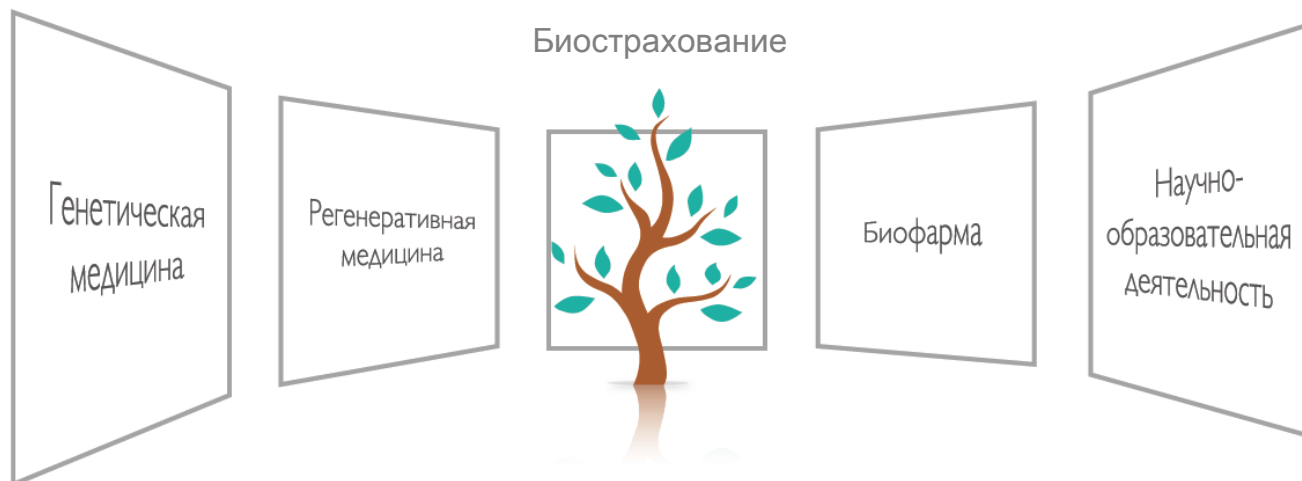 Биострахование
Генетическая
медицина
Регенеративная
медицина
Биофарма
Научно-
образовательная
деятельность